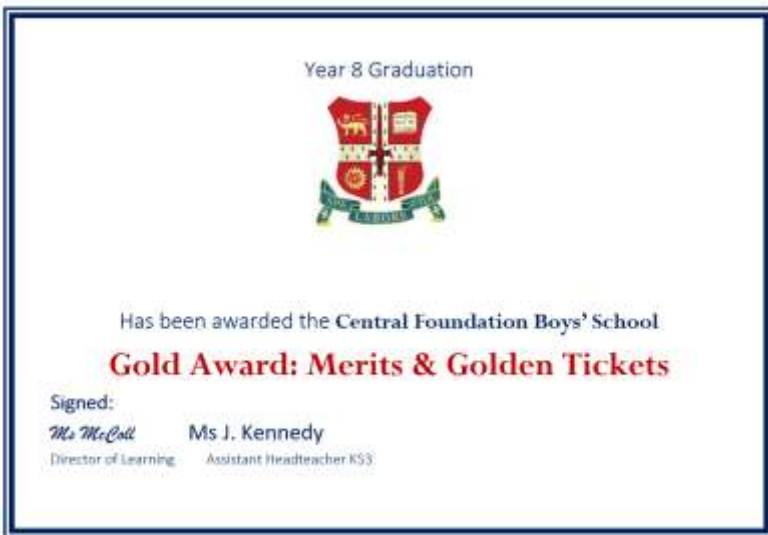 Year 8 Graduation
LABORE
Has been awarded the Central Foundation Boys' School
Gold Award: Merits & Golden Tickets
Signed:
Ms McColl Ms J. Kennedy
Director of Learning Assistant Headteacher KS3